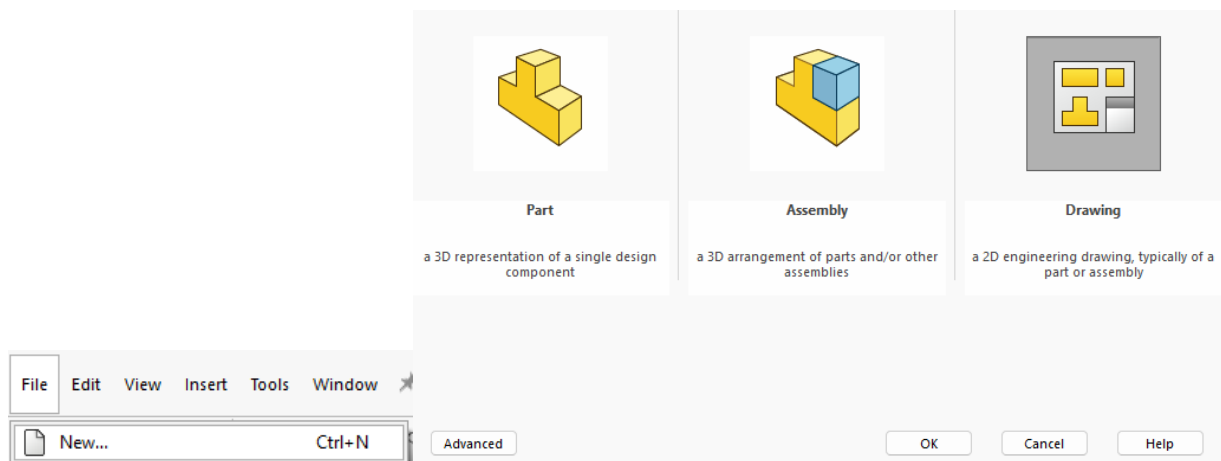 Part
Assembly
Drawing
a 3D representation of a single design
component
a 3D arrangement of parts and/or other
assemblies
a 2D engineering drawing, typically of a
part or assembly
File Edit View Insert Tools Window
New... Ctrl+N
Advanced OK Cancel Help